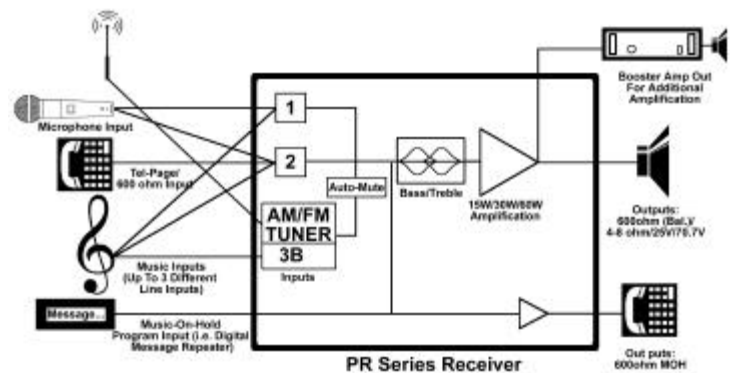 Booster Amp Out
For Additional
Amplification
Microphone Input
1
Tel-Page/
600 ohm Input
2
Auto-Mute
Bass/Treble
15W/30W/60W
Amplification
AM/FM
TUNER
3B
Inputs
Outputs:
600ohm (Bal.)/
4-8 ohm/25V/70.7V
Music Inputs
(Up To 3 Different
Line Inputs)
Message...
Music-On-Hold
Program Input (i.e. Digital
Message Repeater)
Out puts:
600ohm MOH
PR Series Receiver